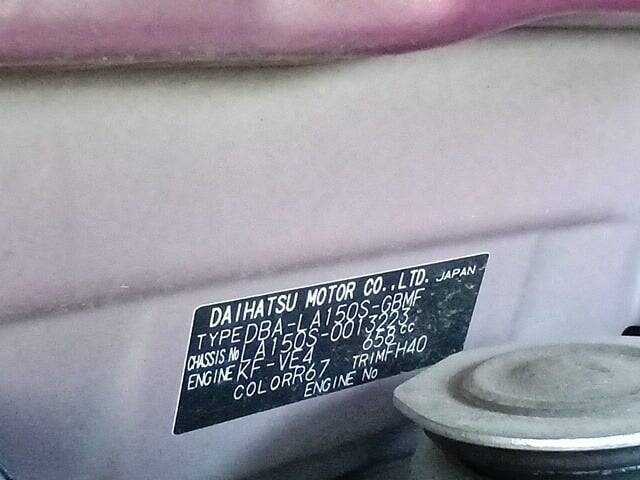 DAIHATSU MOTOR CO.,LTD. JAPAN
TYPE DBA-LA150S-GBMF
CHASSIS No LA150S-0013223
ENGINE KF-VE4 658cc
COLOR R67 TRIM FH40
ENGINE No